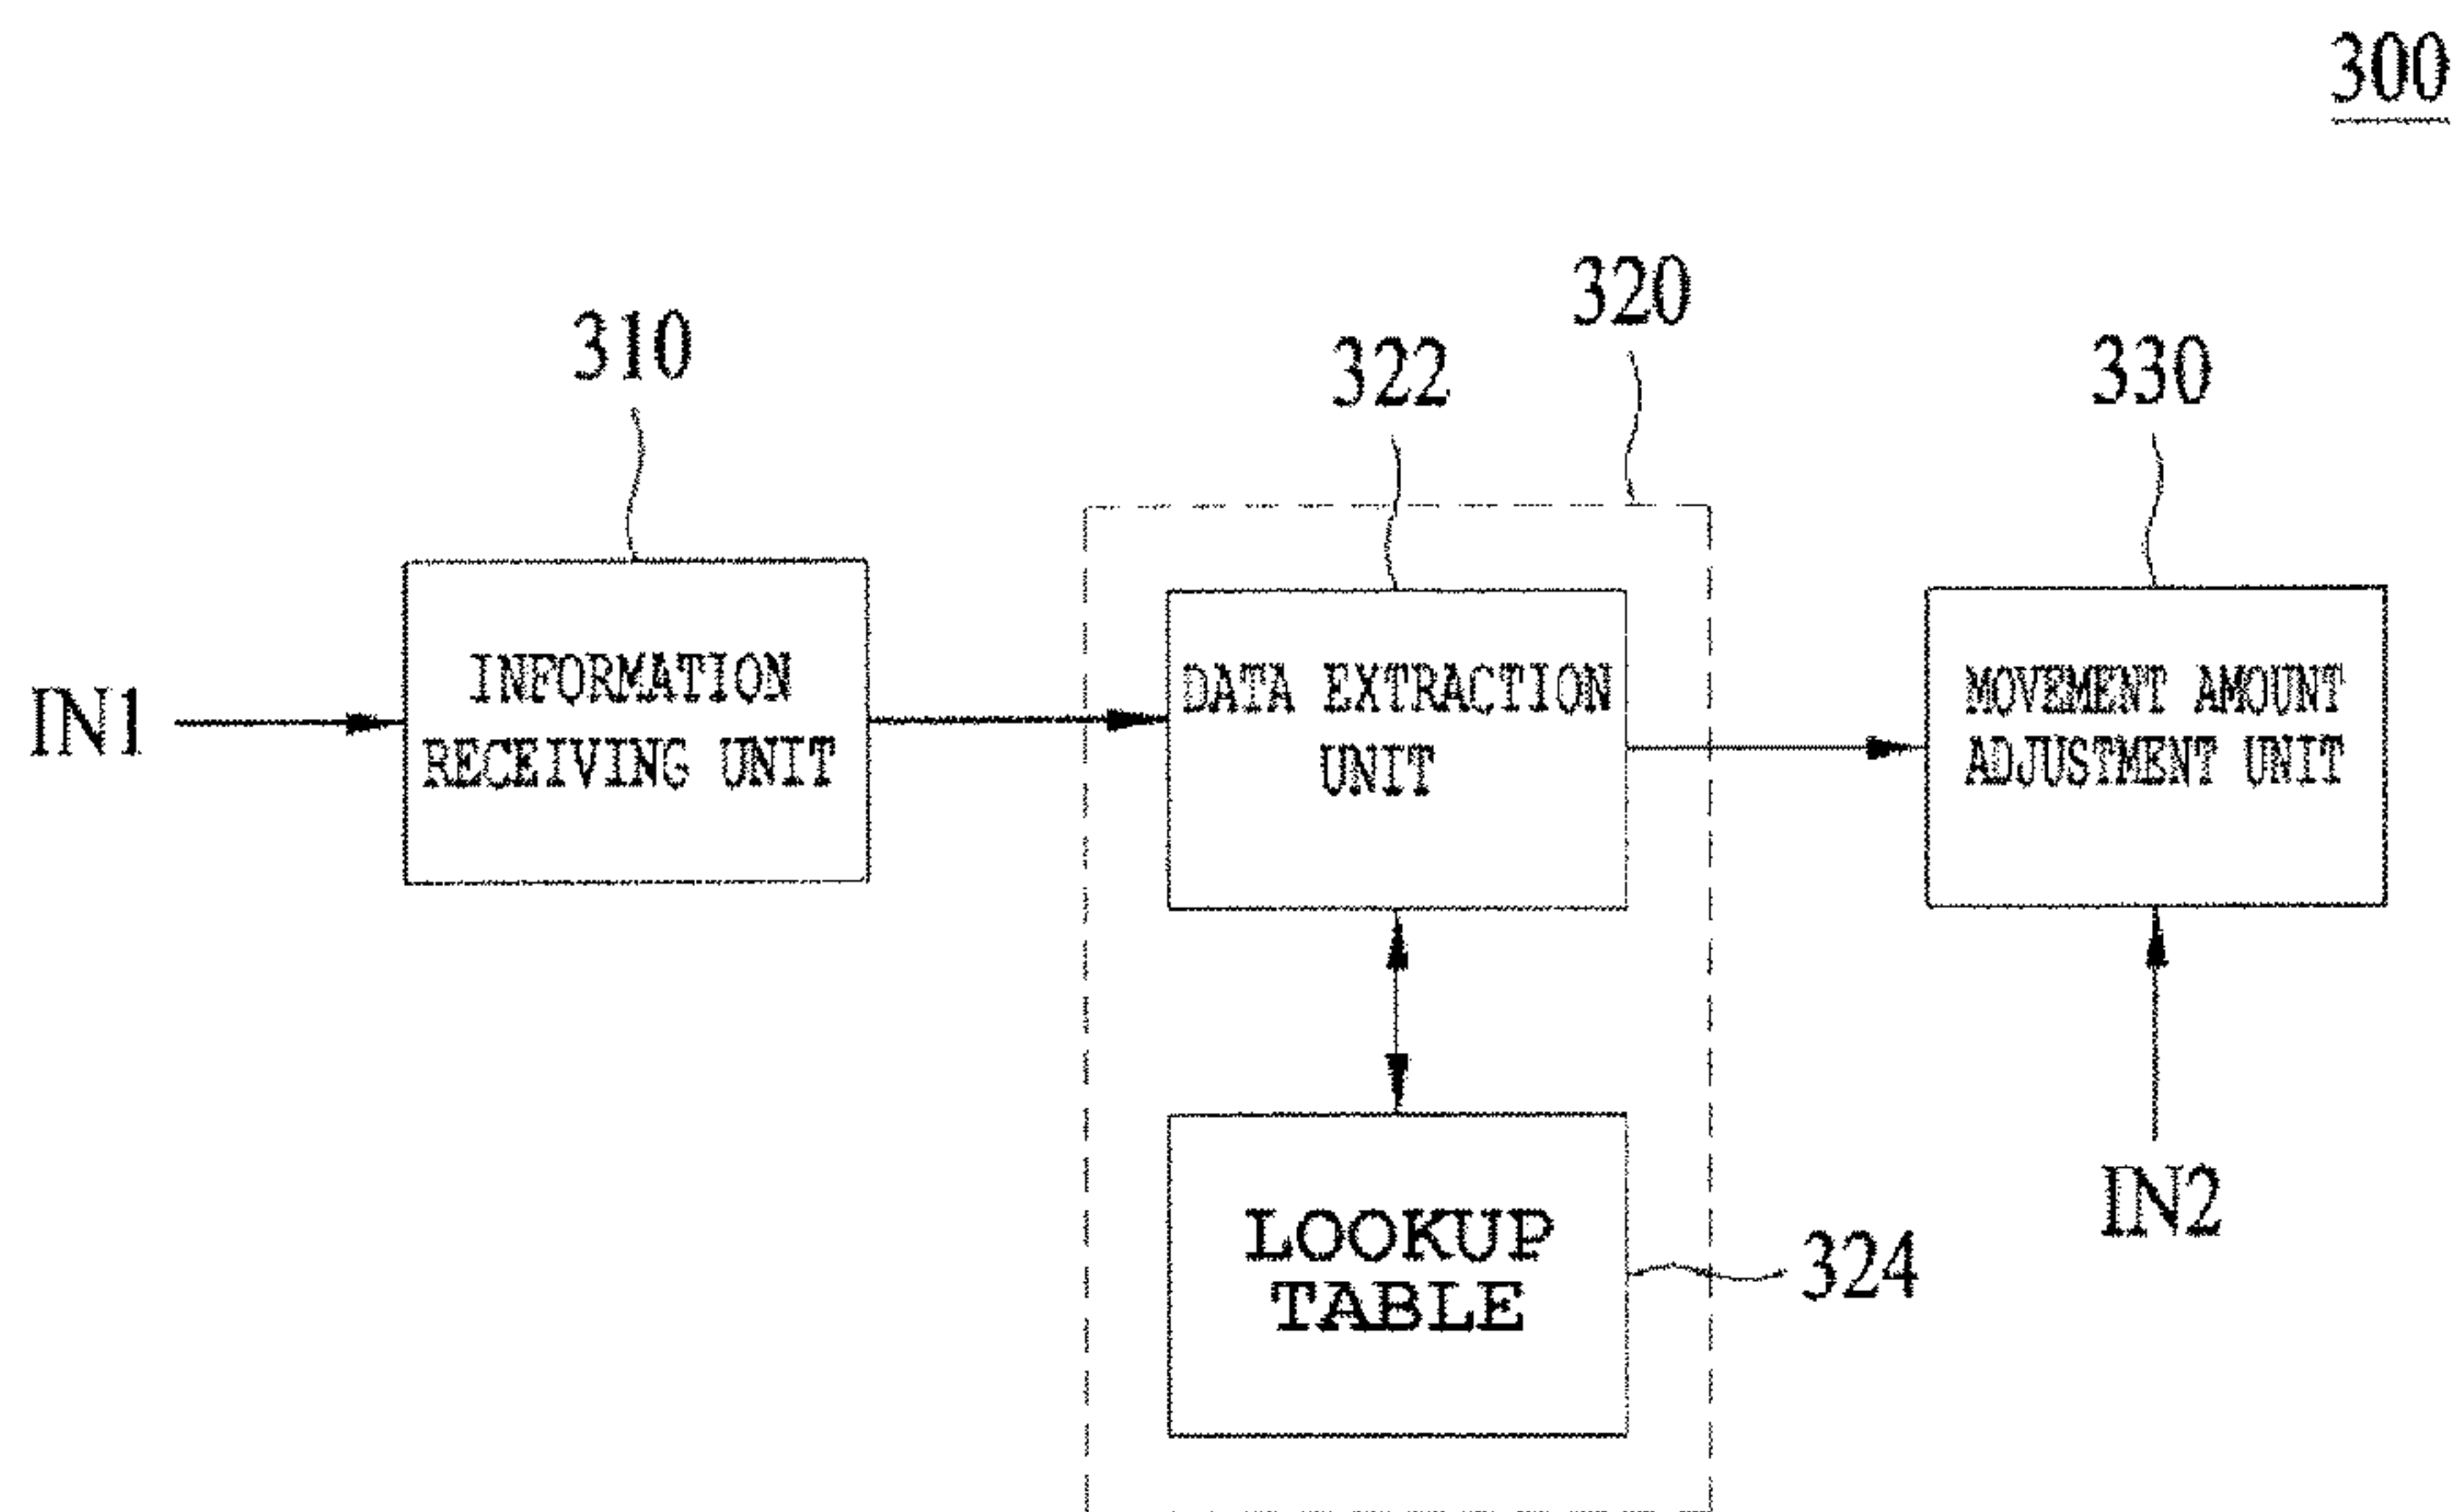 300
320
310
322
330
INFORMATION
RECEIVING UNIT
DATA EXTRACTION
UNIT
MOVEMENT AMOUNT
ADJUSTMENT UNIT
IN1
IN2
LOOKUP
TABLE
324